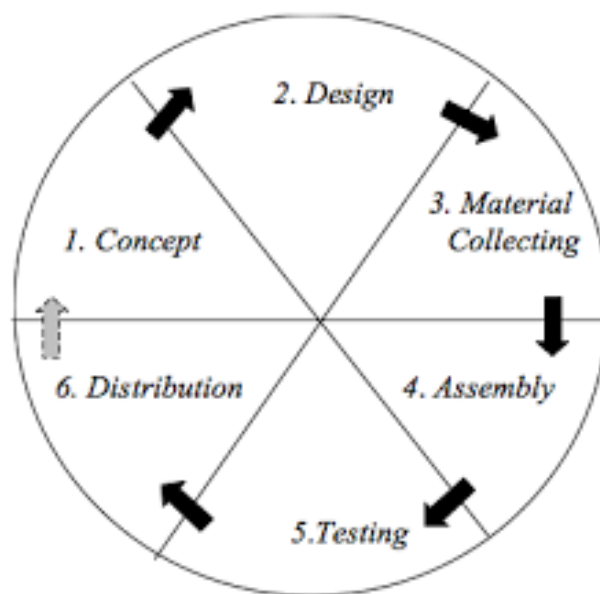 1. Concept
2. Design
3. Material
Collecting
4. Assembly
5.Testing
6. Distribution